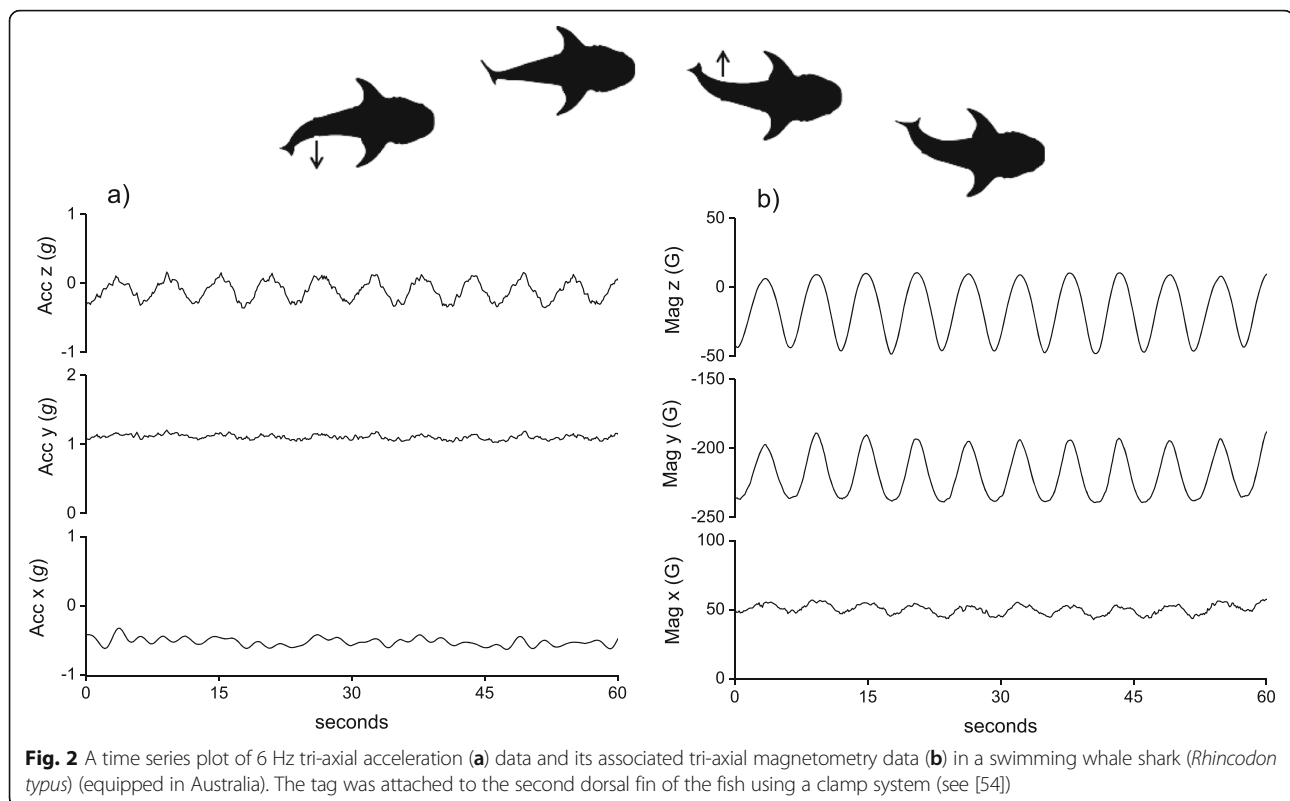 a)
1
0
-1
Acc z (g)
2
1
0
Acc y (g)
1
0
-1
Acc x (g)
0
15
30
45
60
seconds
b)
50
0
-50
Mag z (G)
-150
-200
-250
Mag y (G)
100
50
0
Mag x (G)
0
15
30
45
60
seconds
Fig. 2 A time series plot of 6 Hz tri-axial acceleration (a) data and its associated tri-axial magnetometry data (b) in a swimming whale shark (Rhincodon
typus) (equipped in Australia). The tag was attached to the second dorsal fin of the fish using a clamp system (see [54])